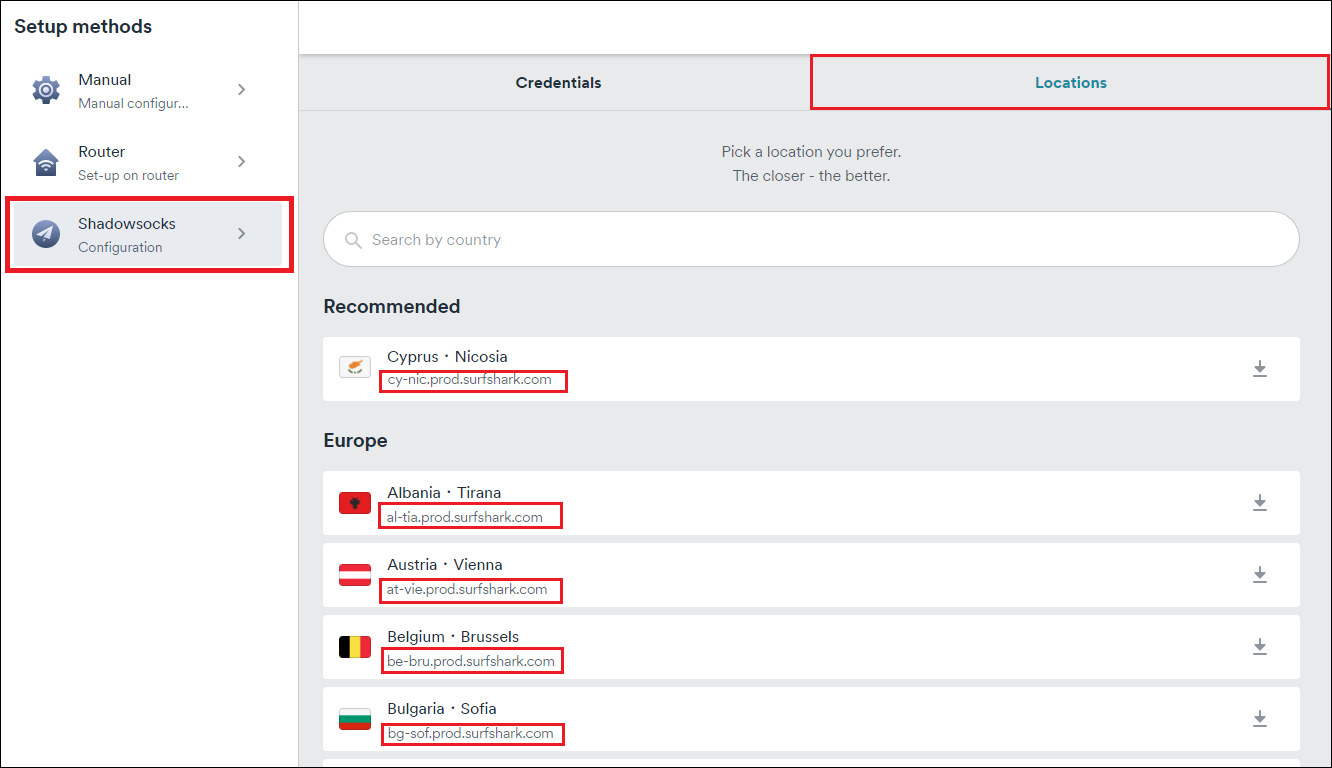 Setup methods
Manual
Manual configur...
Router
Set-up on router
Shadowsocks
Configuration
Credentials
Locations
Pick a location you prefer.
The closer - the better.
Search by country
Recommended
Cyprus · Nicosia
cy-nic.prod.surfshark.com
Europe
Albania · Tirana
al-tia.prod.surfshark.com
Austria · Vienna
at-vie.prod.surfshark.com
Belgium · Brussels
be-bru.prod.surfshark.com
Bulgaria · Sofia
bg-sof.prod.surfshark.com